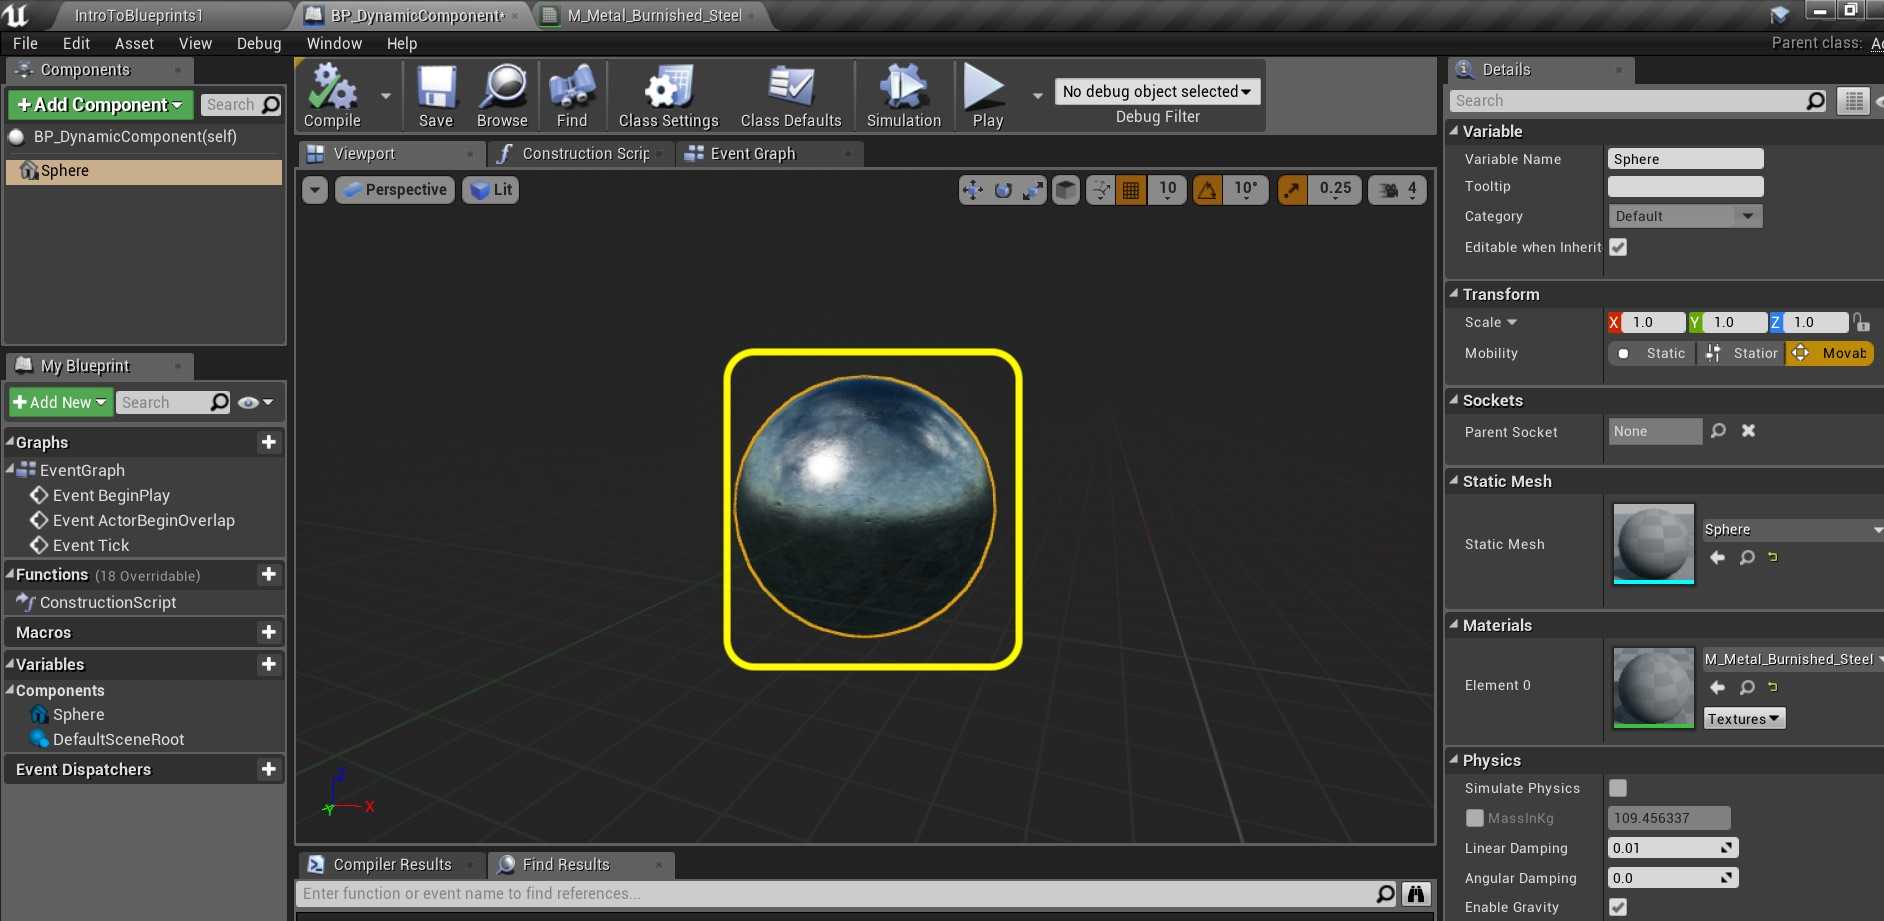 IntroToBlueprints1
BP_DynamicComponent*
M_Metal_Burnished_Steel
File Edit Asset View Debug Window Help
Parent class:
Components
+Add Component
Search
BP_DynamicComponent(self)
Sphere
Compile
Save
Browse
Find
Class Settings
Class Defaults
Simulation
Play
No debug object selected
Debug Filter
Viewport
Construction Scrip
Event Graph
Perspective
Lit
10
10°
0.25
4
My Blueprint
+Add New
Search
Graphs
EventGraph
Event BeginPlay
Event ActorBeginOverlap
Event Tick
Functions (18 Overridable)
ConstructionScript
Macros
Variables
Components
Sphere
DefaultSceneRoot
Event Dispatchers
Z
Y
X
Compiler Results
Find Results
Enter function or event name to find references...
Details
Search
Variable
Variable Name Sphere
Tooltip
Category Default
Editable when Inherit
Transform
Scale X 1.0 Y 1.0 Z 1.0
Mobility Static Station Movab
Sockets
Parent Socket None
Static Mesh
Static Mesh Sphere
Materials
Element 0 M_Metal_Burnished_Steel
Textures
Physics
Simulate Physics
MassInKg 109.456337
Linear Damping 0.01
Angular Damping 0.0
Enable Gravity